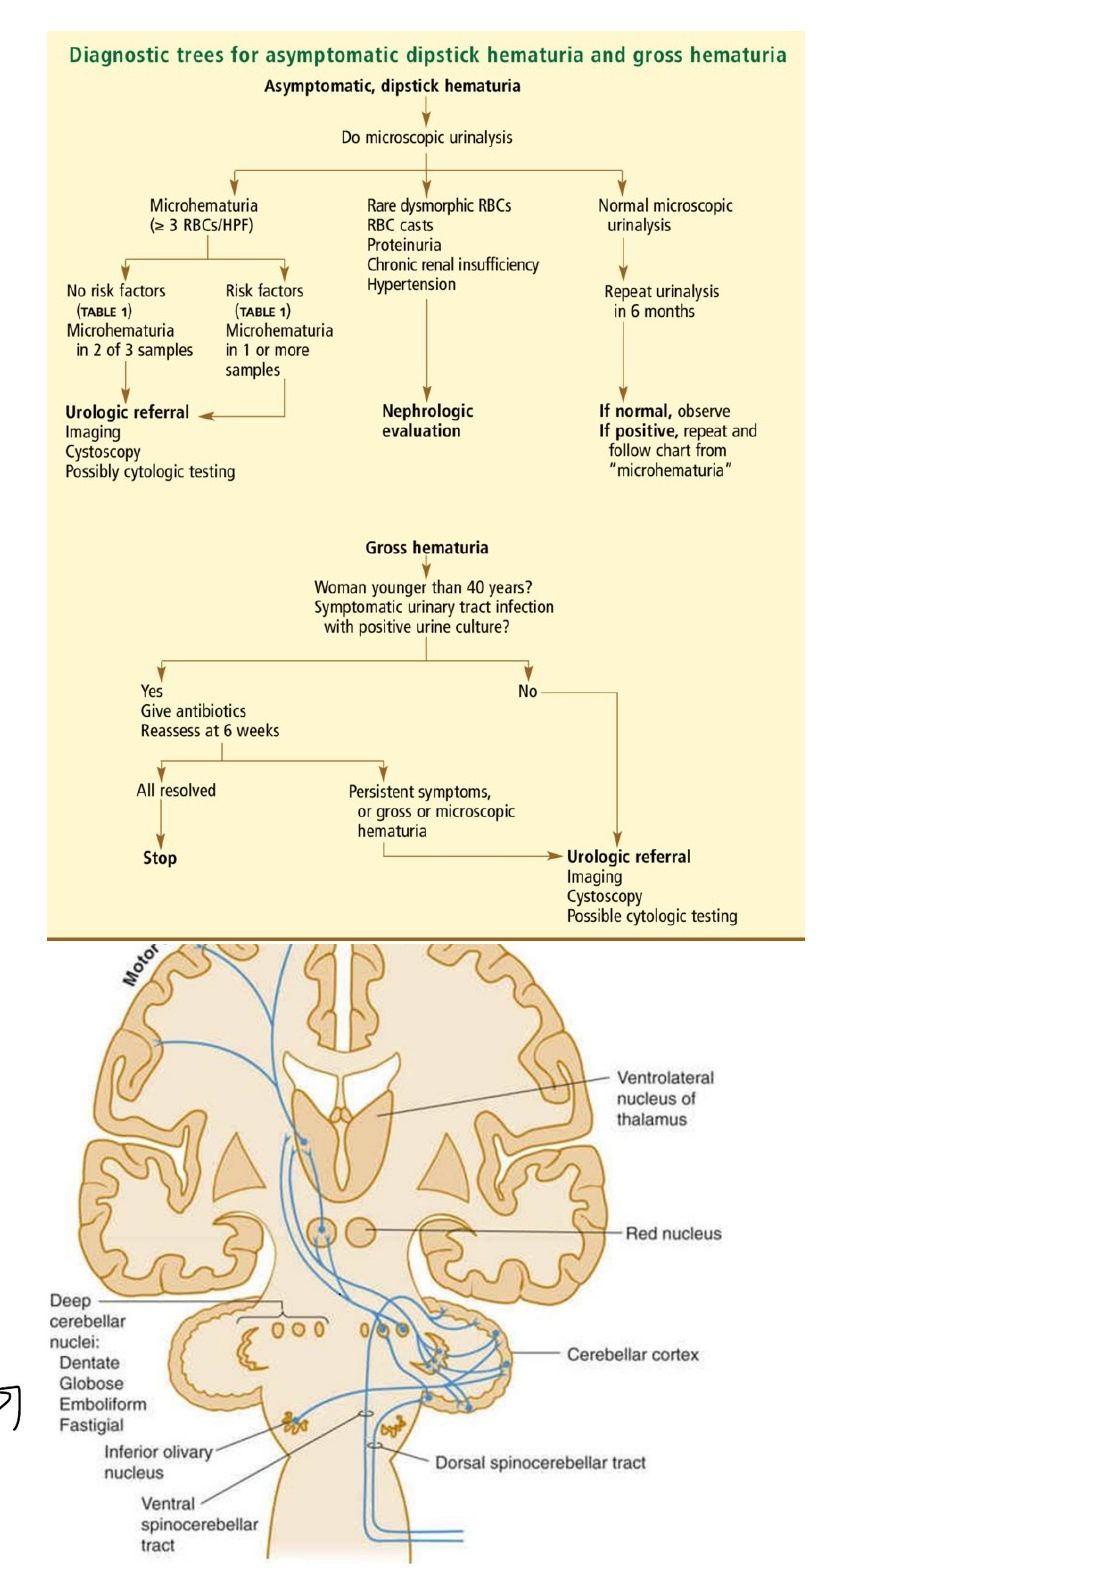 Diagnostic trees for asymptomatic dipstick hematuria and gross hematuria
Asymptomatic, dipstick hematuria
Do microscopic urinalysis
Microhematuria
(≥ 3 RBCs/HPF)
No risk factors
(TABLE 1)
Microhematuria
in 2 of 3 samples
Risk factors
(TABLE 1)
Microhematuria
in 1 or more
samples
Urologic referral
Imaging
Cystoscopy
Possibly cytologic testing
Rare dysmorphic RBCs
RBC casts
Proteinuria
Chronic renal insufficiency
Hypertension
Nephrologic
evaluation
Normal microscopic
urinalysis
Repeat urinalysis
in 6 months
If normal, observe
If positive, repeat and
follow chart from
"microhematuria"
Gross hematuria
Woman younger than 40 years?
Symptomatic urinary tract infection
with positive urine culture?
Yes
Give antibiotics
Reassess at 6 weeks
No
All resolved
Stop
Persistent symptoms,
or gross or microscopic
hematuria
Urologic referral
Imaging
Cystoscopy
Possible cytologic testing
Motor
Ventrolateral
nucleus of
thalamus
Red nucleus
Deep
cerebellar
nuclei:
Dentate
Globose
Emboliform
Fastigial
Cerebellar cortex
Inferior olivary
nucleus
Dorsal spinocerebellar tract
Ventral
spinocerebellar
tract